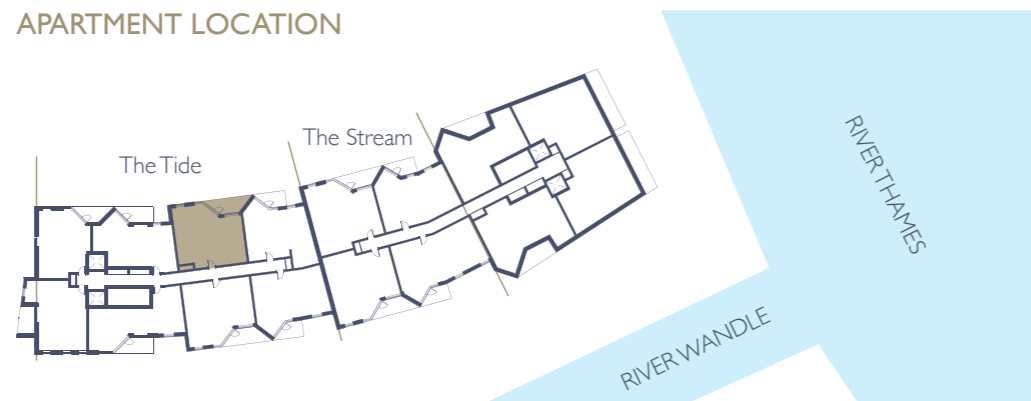 APARTMENT LOCATION
The Stream
The Tide
RIVER THAMES
RIVER WANDLE